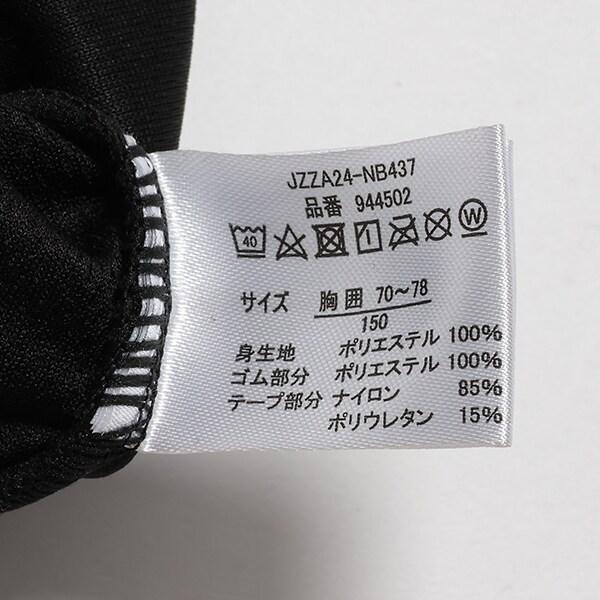 JZZA24-NB437
品番 944502
40 W
サイズ 胸囲 70~78
150
身生地 ポリエステル 100%
ゴム部分 ポリエステル 100%
テープ部分 ナイロン 85%
ポリウレタン 15%